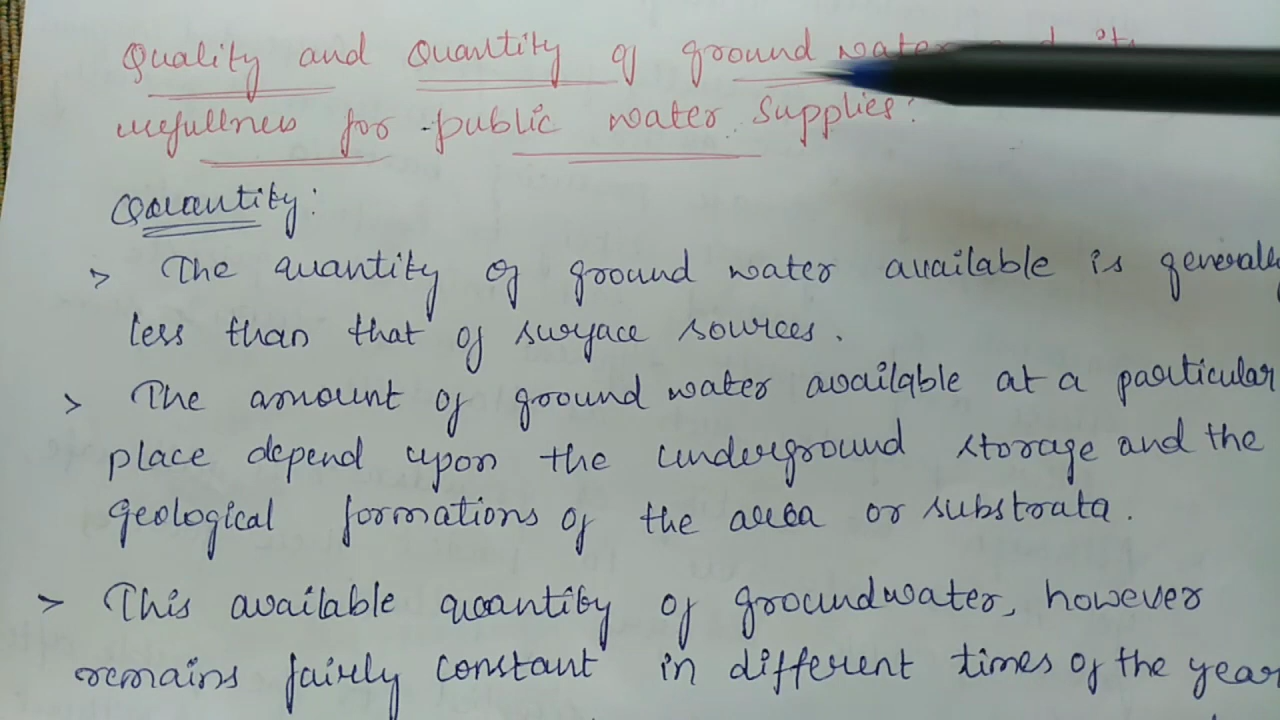 Quality and Quantity of ground water
usefullness for public water supplies:
Quantity:
> The quantity of ground water available is generally
less than that of surface sources.
> The amount of ground water available at a particular
place depend upon the underground storage and the
geological formations of the area or substrata.
> This available quantity of groundwater, however
remains fairly constant in different times of the year